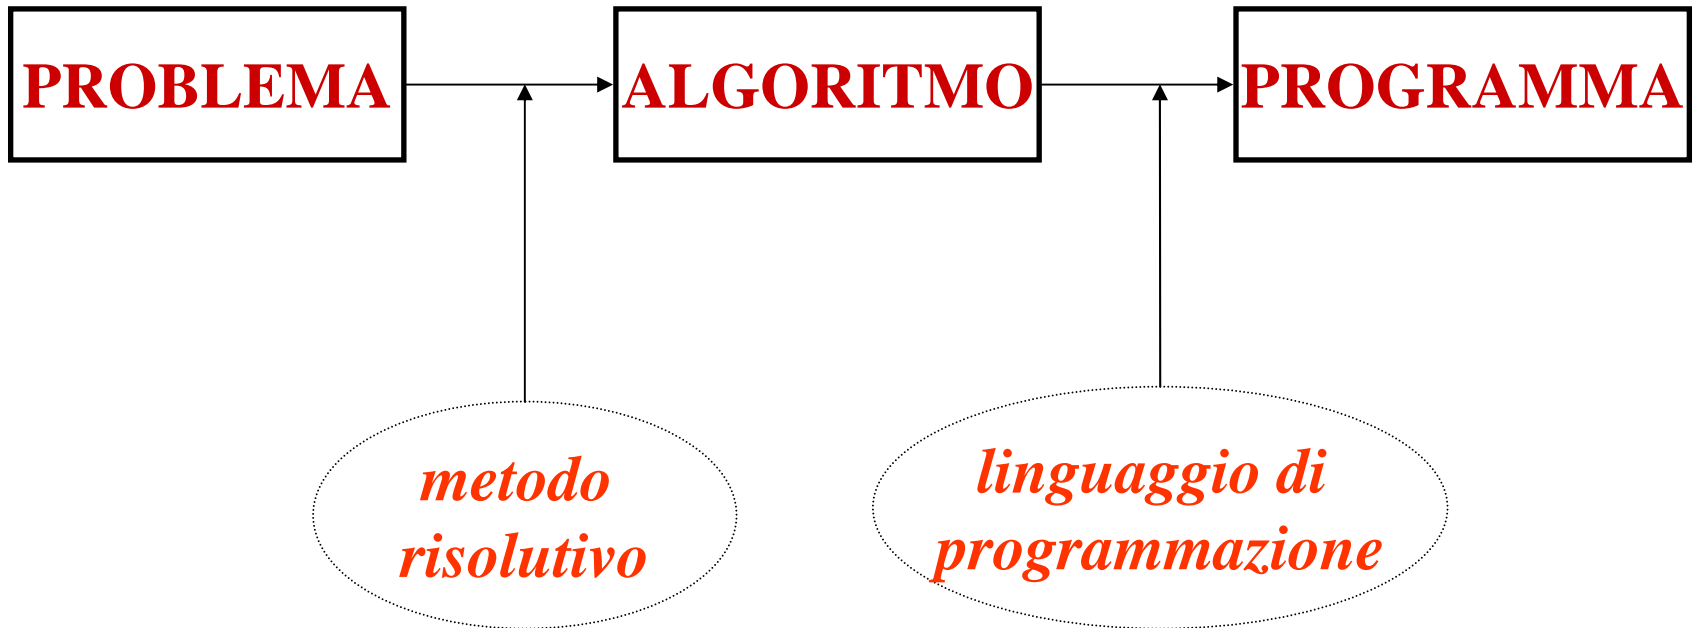 PROBLEMA
ALGORITMO
PROGRAMMA
metodo
risolutivo
linguaggio di
programmazione